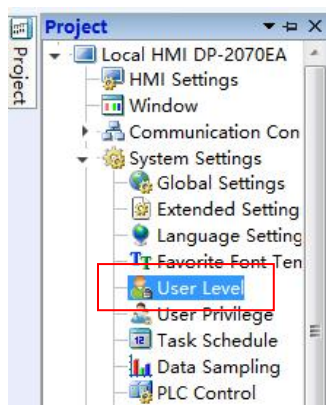 Project
Project
Local HMI DP-2070EA
HMI Settings
Window
Communication Con
System Settings
Global Settings
Extended Setting
Language Setting
Favorite Font Ten
User Level
User Privilege
Task Schedule
Data Sampling
PLC Control